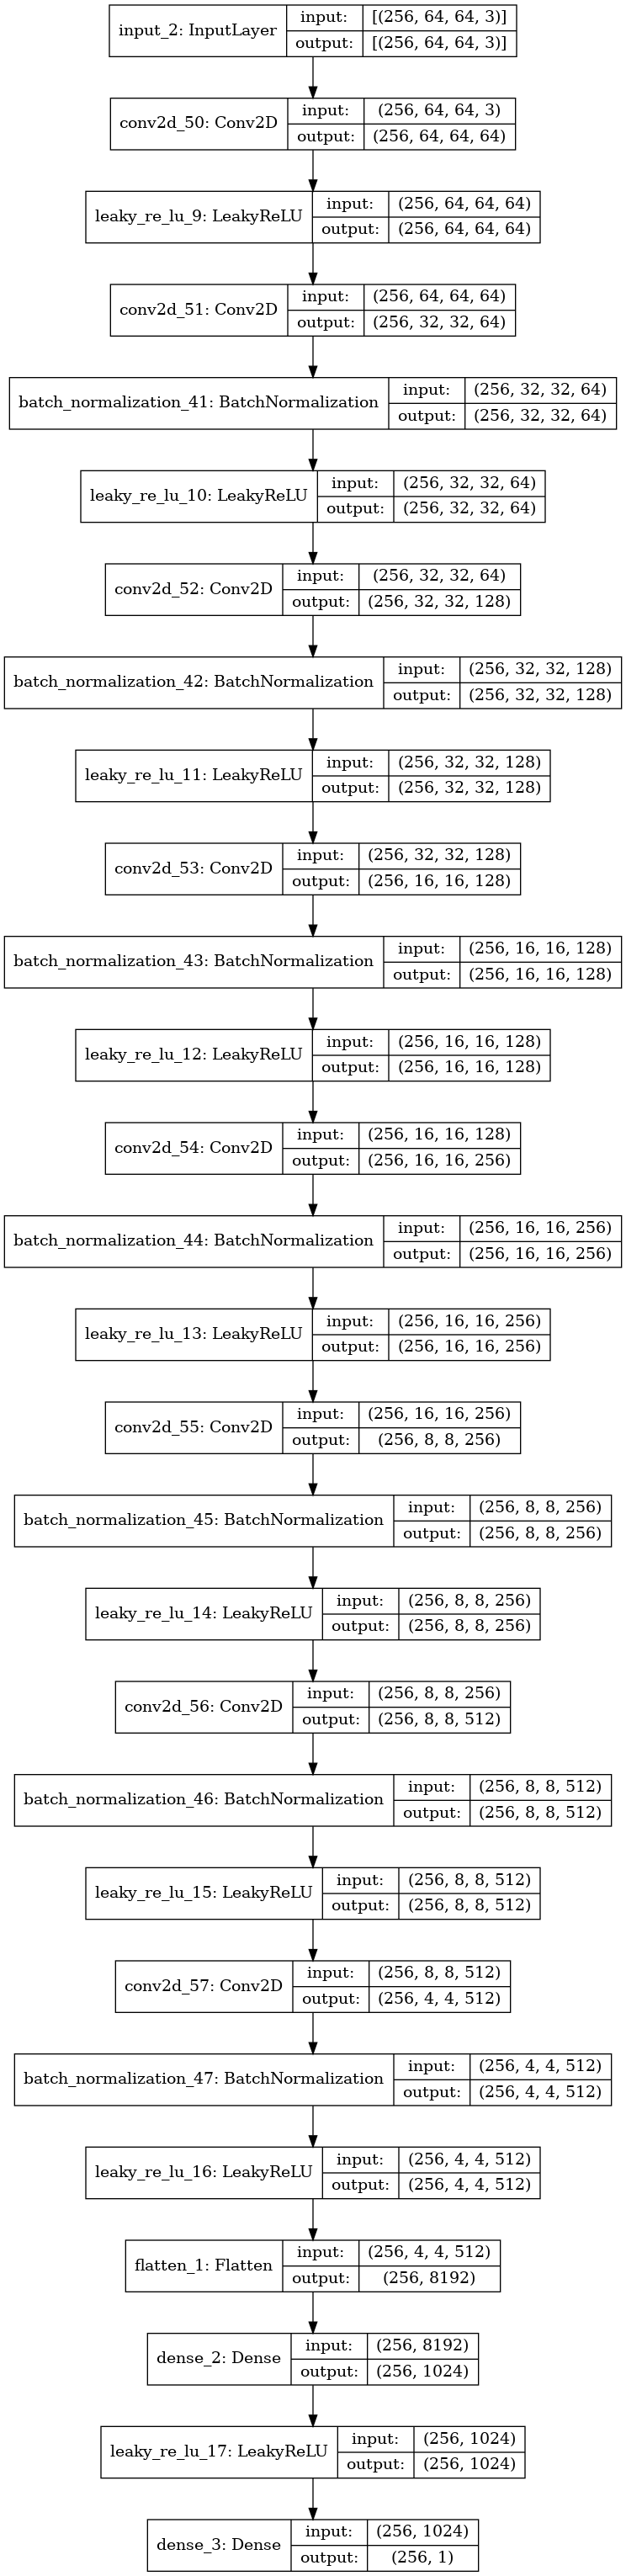 input_2: InputLayer input: [(256, 64, 64, 3)]
output: [(256, 64, 64, 3)]
conv2d_50: Conv2D input: (256, 64, 64, 3)
output: (256, 64, 64, 64)
leaky_re_lu_9: LeakyReLU input: (256, 64, 64, 64)
output: (256, 64, 64, 64)
conv2d_51: Conv2D input: (256, 64, 64, 64)
output: (256, 32, 32, 64)
batch_normalization_41: BatchNormalization input: (256, 32, 32, 64)
output: (256, 32, 32, 64)
leaky_re_lu_10: LeakyReLU input: (256, 32, 32, 64)
output: (256, 32, 32, 64)
conv2d_52: Conv2D input: (256, 32, 32, 64)
output: (256, 32, 32, 128)
batch_normalization_42: BatchNormalization input: (256, 32, 32, 128)
output: (256, 32, 32, 128)
leaky_re_lu_11: LeakyReLU input: (256, 32, 32, 128)
output: (256, 32, 32, 128)
conv2d_53: Conv2D input: (256, 32, 32, 128)
output: (256, 16, 16, 128)
batch_normalization_43: BatchNormalization input: (256, 16, 16, 128)
output: (256, 16, 16, 128)
leaky_re_lu_12: LeakyReLU input: (256, 16, 16, 128)
output: (256, 16, 16, 128)
conv2d_54: Conv2D input: (256, 16, 16, 128)
output: (256, 16, 16, 256)
batch_normalization_44: BatchNormalization input: (256, 16, 16, 256)
output: (256, 16, 16, 256)
leaky_re_lu_13: LeakyReLU input: (256, 16, 16, 256)
output: (256, 16, 16, 256)
conv2d_55: Conv2D input: (256, 16, 16, 256)
output: (256, 8, 8, 256)
batch_normalization_45: BatchNormalization input: (256, 8, 8, 256)
output: (256, 8, 8, 256)
leaky_re_lu_14: LeakyReLU input: (256, 8, 8, 256)
output: (256, 8, 8, 256)
conv2d_56: Conv2D input: (256, 8, 8, 256)
output: (256, 8, 8, 512)
batch_normalization_46: BatchNormalization input: (256, 8, 8, 512)
output: (256, 8, 8, 512)
leaky_re_lu_15: LeakyReLU input: (256, 8, 8, 512)
output: (256, 8, 8, 512)
conv2d_57: Conv2D input: (256, 8, 8, 512)
output: (256, 4, 4, 512)
batch_normalization_47: BatchNormalization input: (256, 4, 4, 512)
output: (256, 4, 4, 512)
leaky_re_lu_16: LeakyReLU input: (256, 4, 4, 512)
output: (256, 4, 4, 512)
flatten_1: Flatten input: (256, 4, 4, 512)
output: (256, 8192)
dense_2: Dense input: (256, 8192)
output: (256, 1024)
leaky_re_lu_17: LeakyReLU input: (256, 1024)
output: (256, 1024)
dense_3: Dense input: (256, 1024)
output: (256, 1)